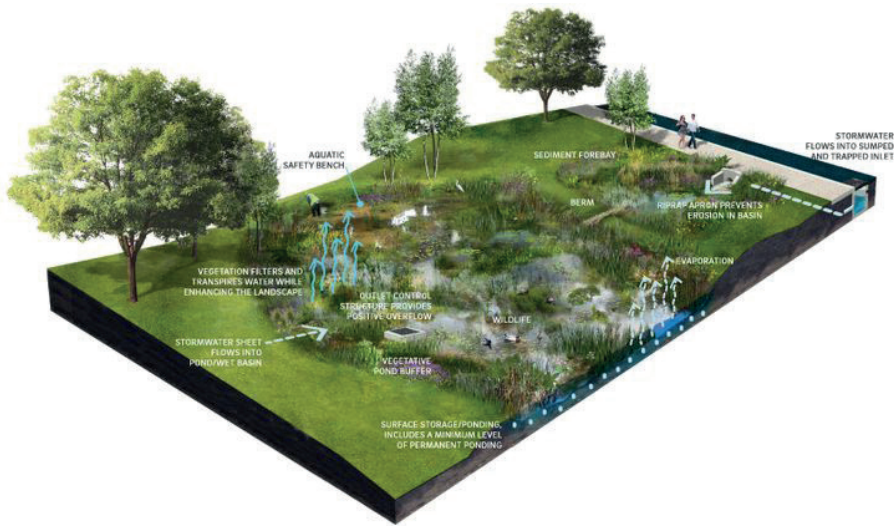 AQUATIC
SAFETY BENCH
SEDIMENT FOREBAY
STORMWATER
FLOWS INTO SUMPED
AND TRAPPED INLET
BERM
RIPRAP APRON PREVENTS
EROSION IN BASIN
VEGETATION FILTERS AND
TRANSPIRES WATER WHILE
ENHANCING THE LANDSCAPE
EVAPORATION
OUTLET CONTROL
STRUCTURE PROVIDES
POSITIVE OVERFLOW
WILDLIFE
STORMWATER SHEET
FLOWS INTO
POND/WET BASIN
VEGETATIVE
POND BUFFER
SURFACE STORAGE/PONDING,
INCLUDES A MINIMUM LEVEL
OF PERMANENT PONDING